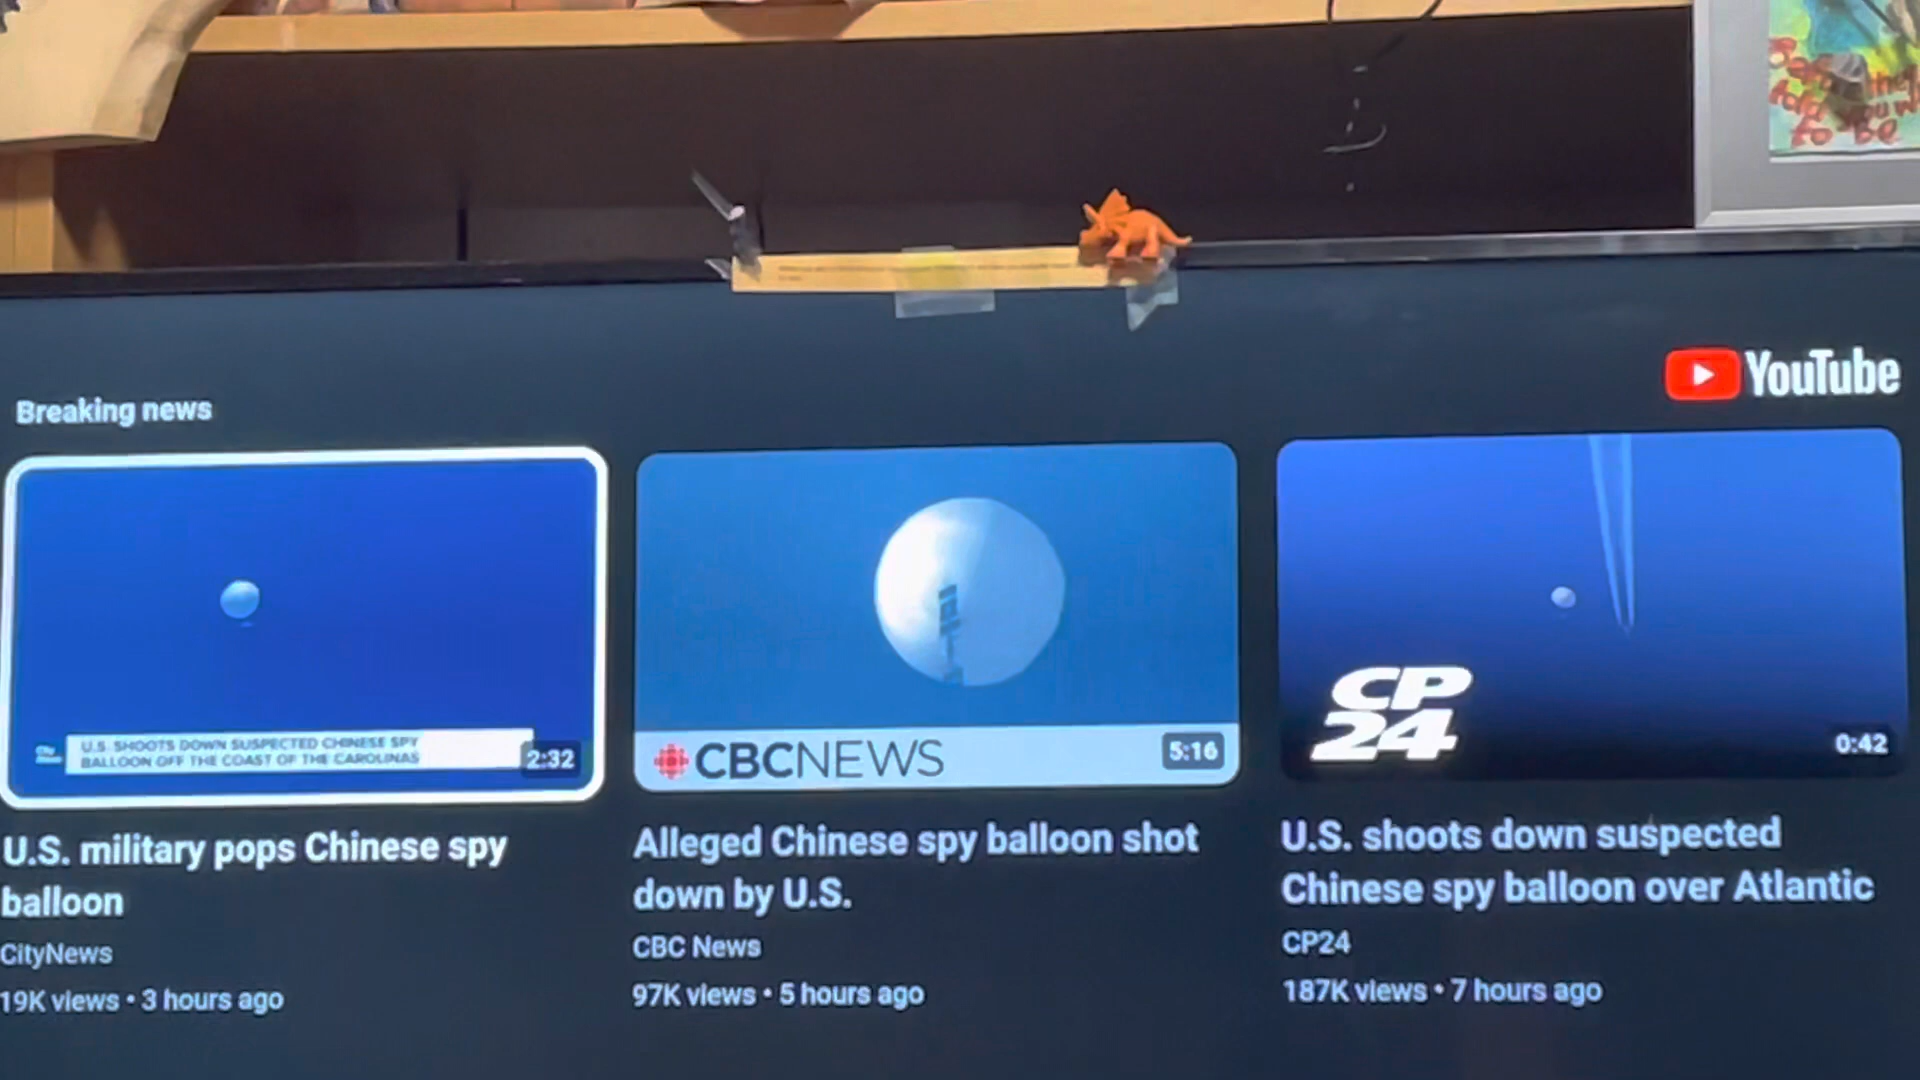 YouTube
Breaking news
U.S. SHOOTS DOWN SUSPECTED CHINESE SPY
BALLOON OFF THE COAST OF THE CAROLINAS
2:32
U.S. military pops Chinese spy
balloon
CityNews
19K views • 3 hours ago
CBCNEWS
5:16
Alleged Chinese spy balloon shot
down by U.S.
CBC News
97K views • 5 hours ago
CP
24
0:42
U.S. shoots down suspected
Chinese spy balloon over Atlantic
CP24
187K views • 7 hours ago
to be